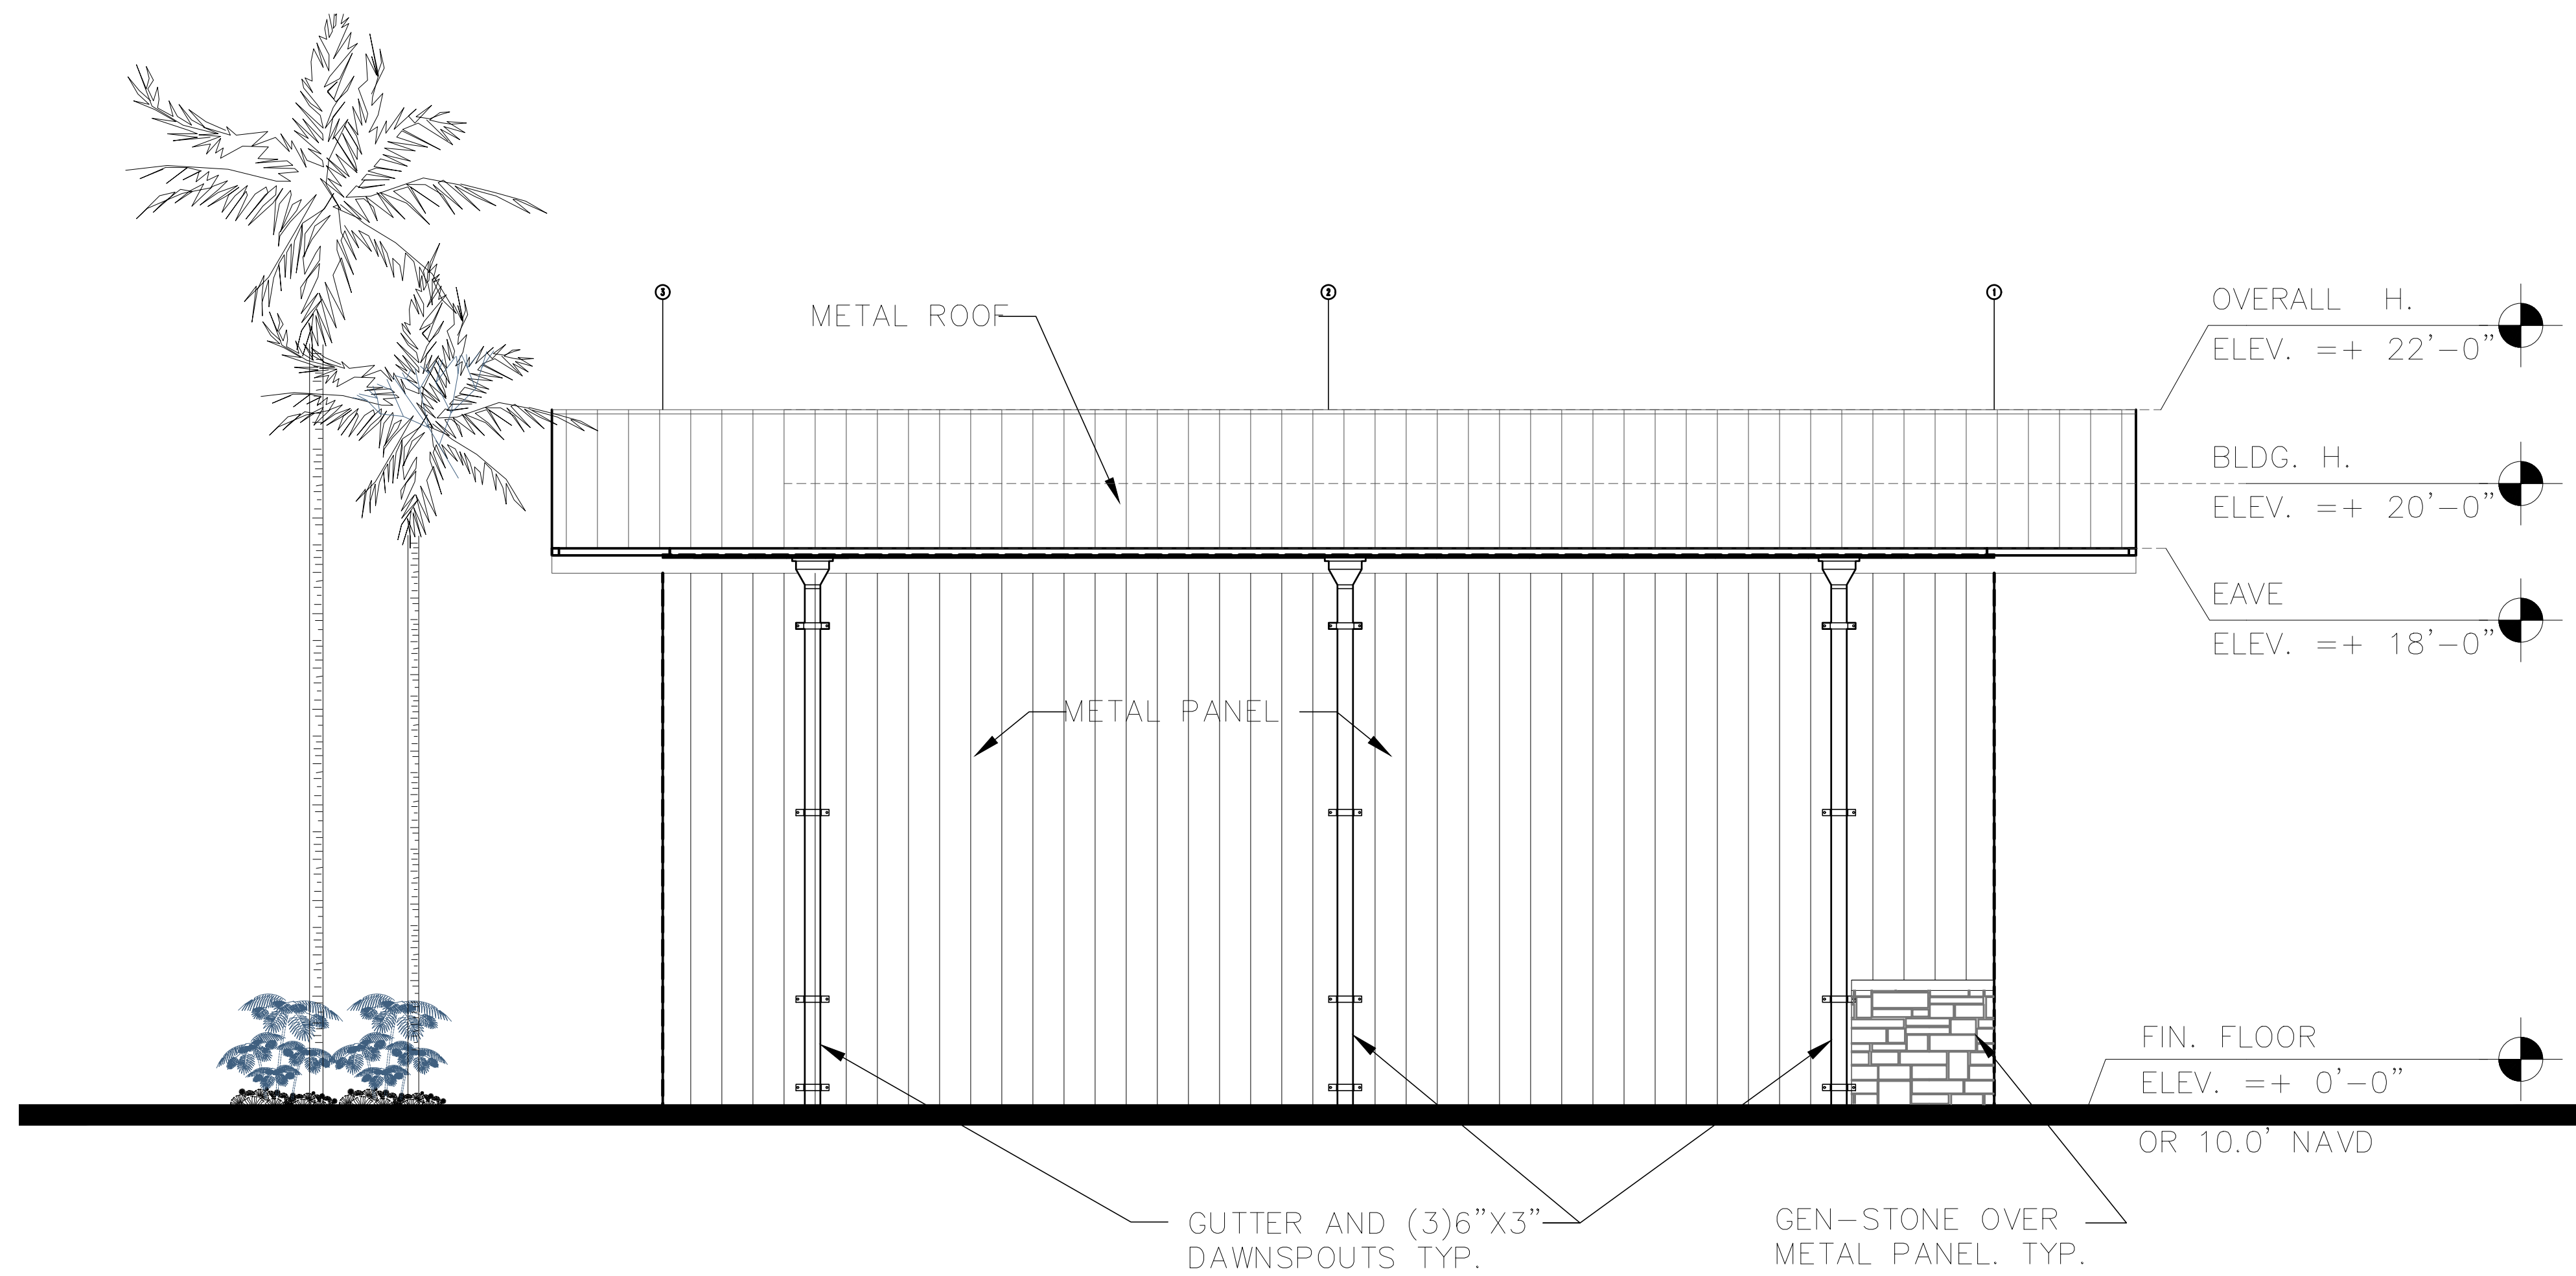 3
2
1
METAL ROOF
OVERALL H.
ELEV. =+ 22'-0"
BLDG. H.
ELEV. =+ 20'-0"
EAVE
ELEV. =+ 18'-0"
METAL PANEL
FIN. FLOOR
ELEV. =+ 0'-0"
OR 10.0' NAVD
GUTTER AND (3)6"X3"
DAWNSPOUTS TYP.
GEN-STONE OVER
METAL PANEL. TYP.